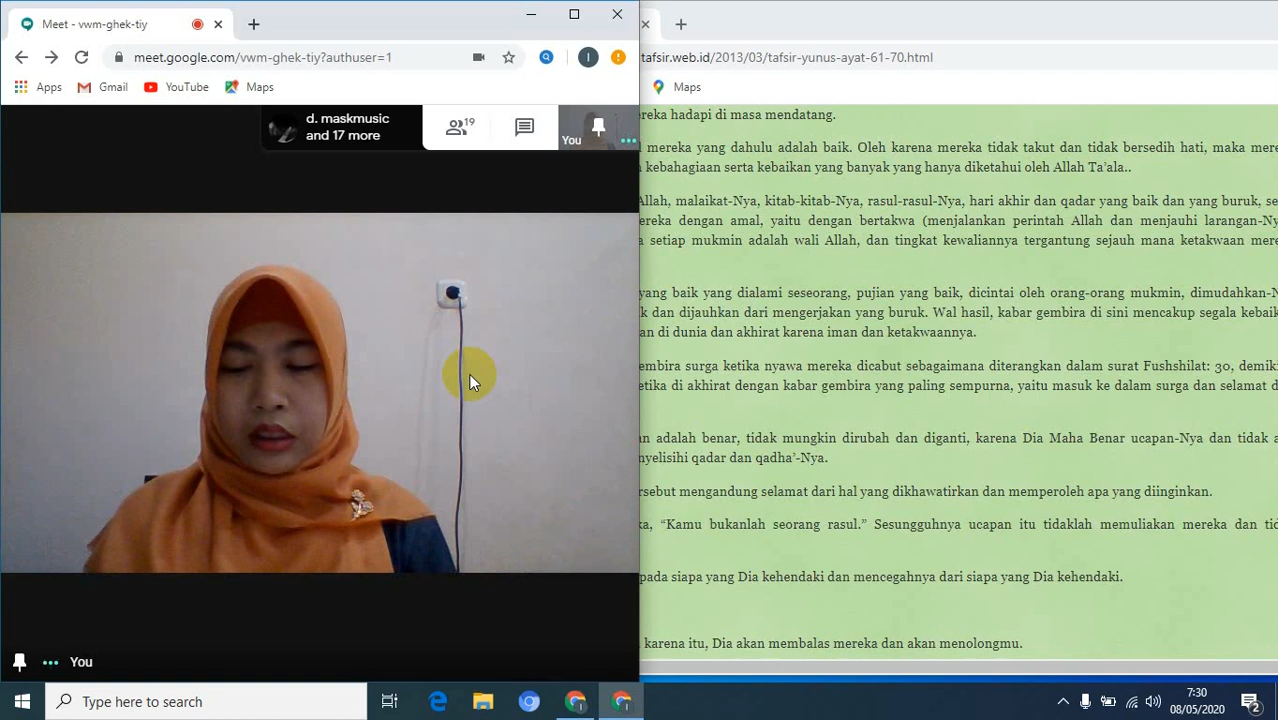 Meet - vwm-ghek-tiy
meet.google.com/vwm-ghek-tiy?authuser=1
Apps
Gmail
YouTube
Maps
d. maskmusic
and 17 more
19
You
You
Type here to search
tafsir.web.id/2013/03/tafsir-yunus-ayat-61-70.html
Maps
ereka hadapi di masa mendatang.
mereka yang dahulu adalah baik. Oleh karena mereka tidak takut dan tidak bersedih hati, maka mere
kebahagiaan serta kebaikan yang banyak yang hanya diketahui oleh Allah Ta'ala..
Allah, malaikat-Nya, kitab-kitab-Nya, rasul-rasul-Nya, hari akhir dan qadar yang baik dan yang buruk, se
ereka dengan amal, yaitu dengan bertakwa (menjalankan perintah Allah dan menjauhi larangan-Ny
a setiap mukmin adalah wali Allah, dan tingkat kewaliannya tergantung sejauh mana ketakwaan mere
yang baik yang dialami seseorang, pujian yang baik, dicintai oleh orang-orang mukmin, dimudahkan-N
k dan dijauhkan dari mengerjakan yang buruk. Wal hasil, kabar gembira di sini mencakup segala kebaik
an di dunia dan akhirat karena iman dan ketakwaannya.
embira surga ketika nyawa mereka dicabut sebagaimana diterangkan dalam surat Fushshilat: 30, demiki
etika di akhirat dengan kabar gembira yang paling sempurna, yaitu masuk ke dalam surga dan selamat d
an adalah benar, tidak mungkin dirubah dan diganti, karena Dia Maha Benar ucapan-Nya dan tidak a
nyelisihi qadar dan qadha'-Nya.
ersebut mengandung selamat dari hal yang dikhawatirkan dan memperoleh apa yang diinginkan.
ka, “Kamu bukanlah seorang rasul.” Sesungguhnya ucapan itu tidaklah memuliakan mereka dan tid
pada siapa yang Dia kehendaki dan mencegahnya dari siapa yang Dia kehendaki.
karena itu, Dia akan membalas mereka dan akan menolongmu.
7:30
08/05/2020
2